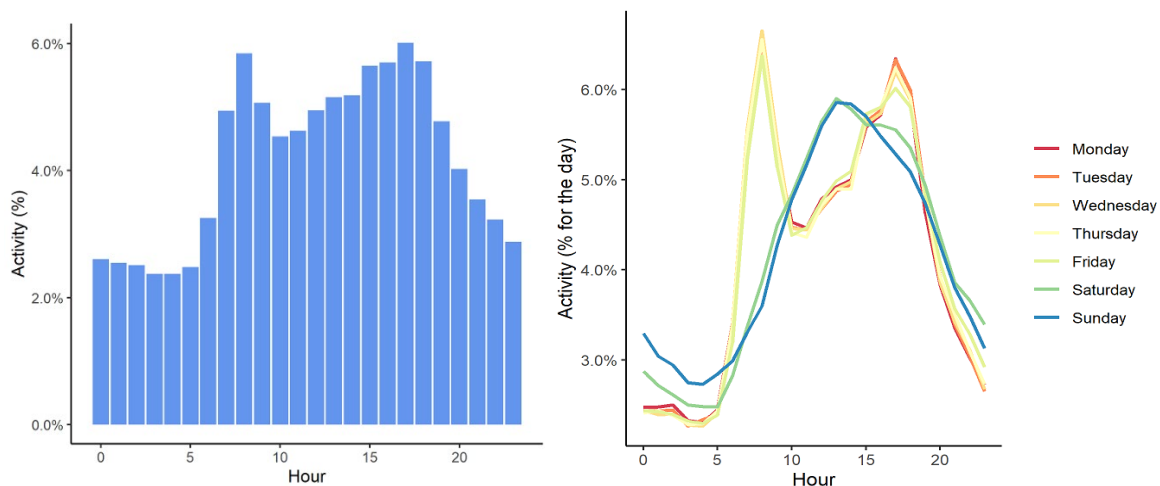 6.0%
4.0%
2.0%
0.0%
Activity (%)
0 5 10 15 20
Hour
6.0%
5.0%
4.0%
3.0%
Activity (% for the day)
0 5 10 15 20
Hour
Monday
Tuesday
Wednesday
Thursday
Friday
Saturday
Sunday